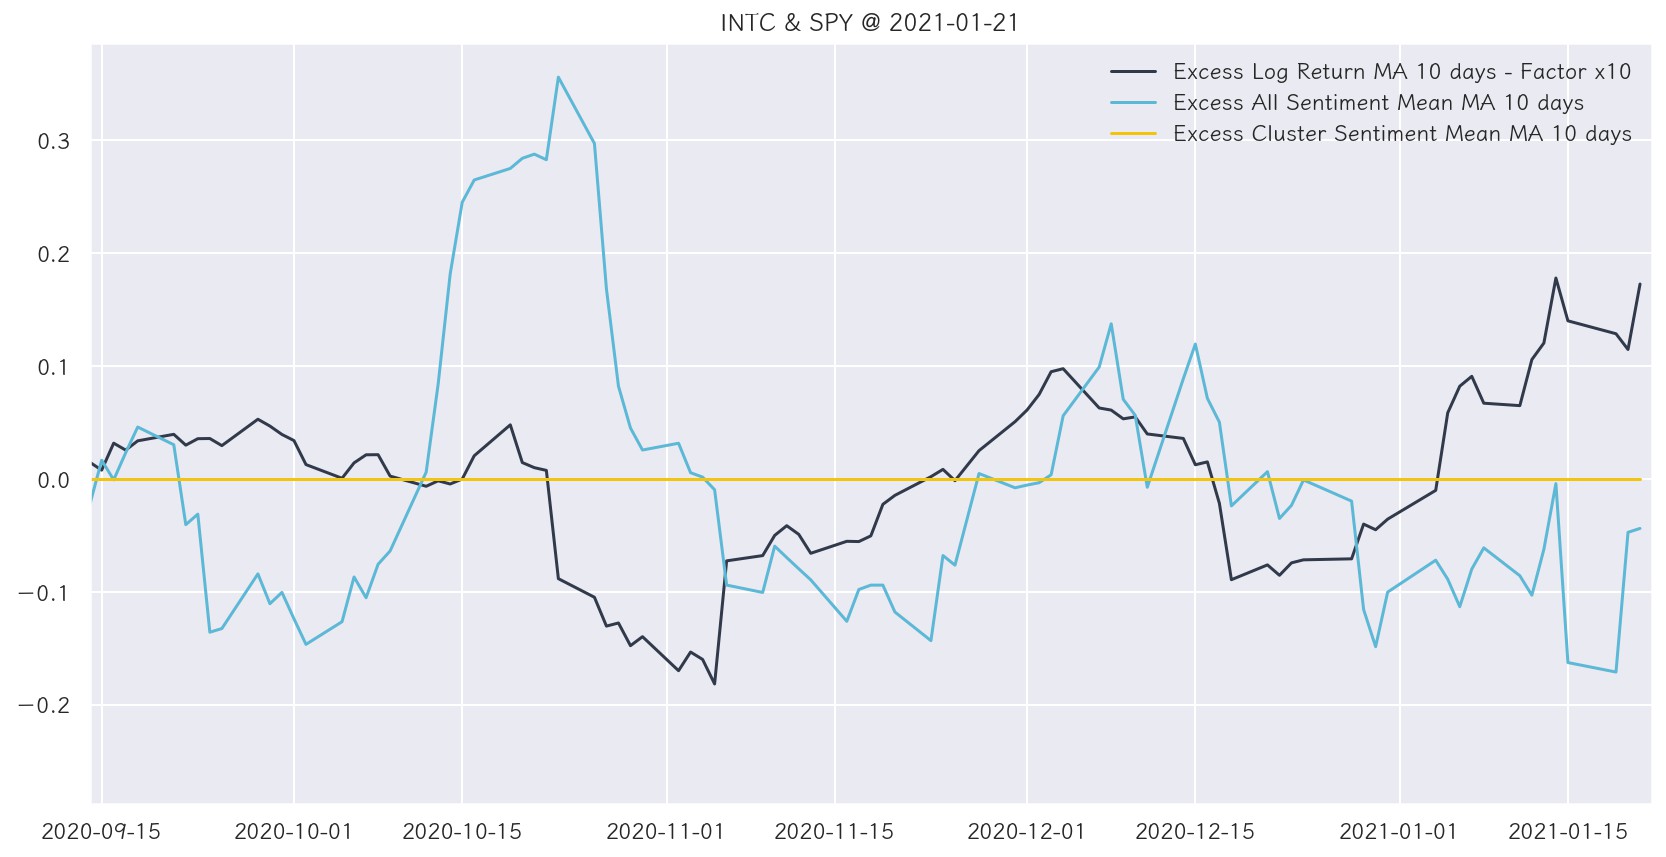 INTC & SPY @ 2021-01-21
Excess Log Return MA 10 days - Factor x10
Excess All Sentiment Mean MA 10 days
Excess Cluster Sentiment Mean MA 10 days
0.3
0.2
0.1
0.0
−0.1
−0.2
2020-09-15 2020-10-01 2020-10-15 2020-11-01 2020-11-15 2020-12-01 2020-12-15 2021-01-01 2021-01-15